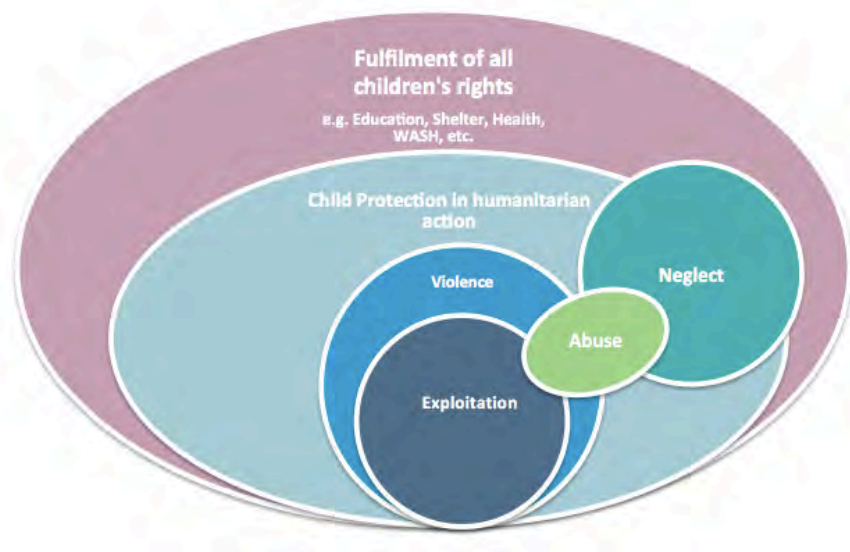 Fulfilment of all
children's rights
e.g. Education, Shelter, Health,
WASH, etc.
Child Protection in humanitarian
action
Violence
Neglect
Abuse
Exploitation